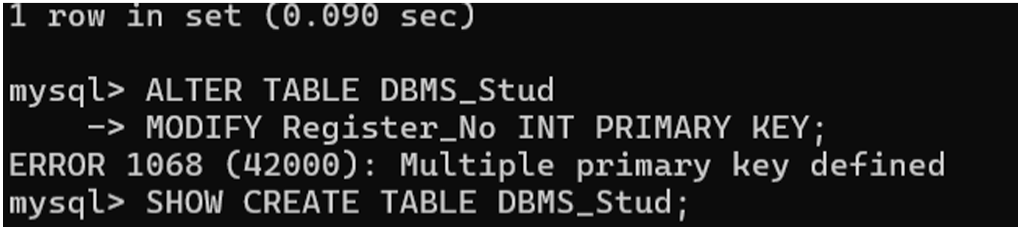 1 row in set (0.090 sec)
mysql> ALTER TABLE DBMS_Stud
    -> MODIFY Register_No INT PRIMARY KEY;
ERROR 1068 (42000): Multiple primary key defined
mysql> SHOW CREATE TABLE DBMS_Stud;